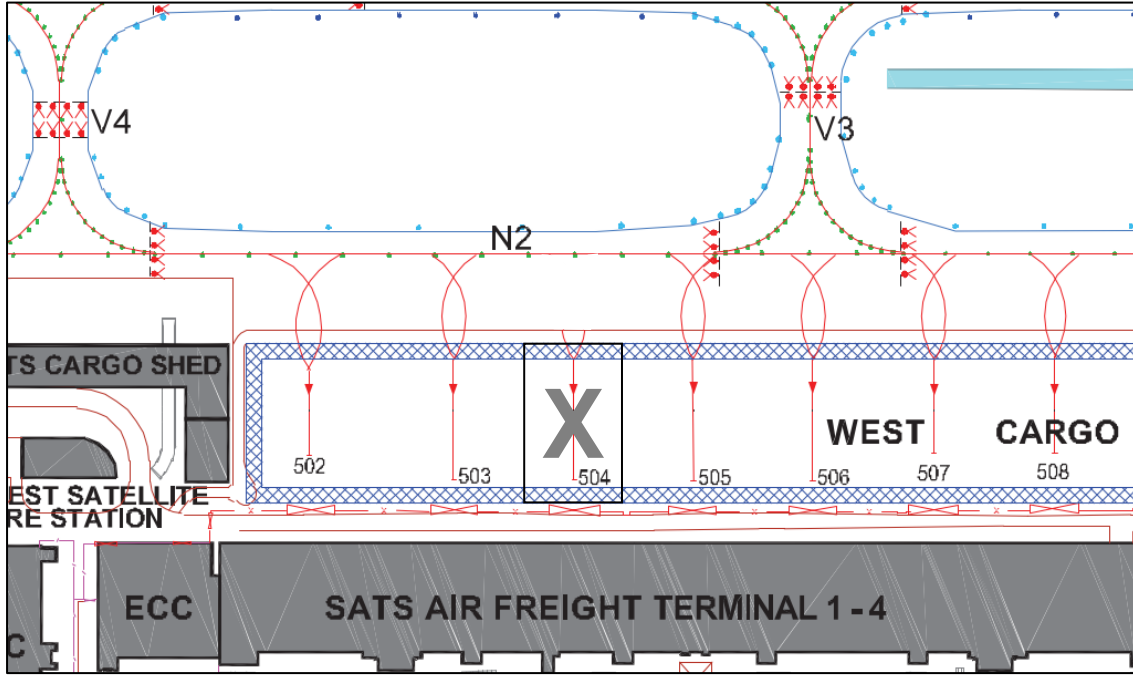 V4
V3
N2
TS CARGO SHED
502
503
504
505
506
507
508
X
WEST CARGO
EST SATELLITE
RE STATION
ECC
SATS AIR FREIGHT TERMINAL 1 - 4
C